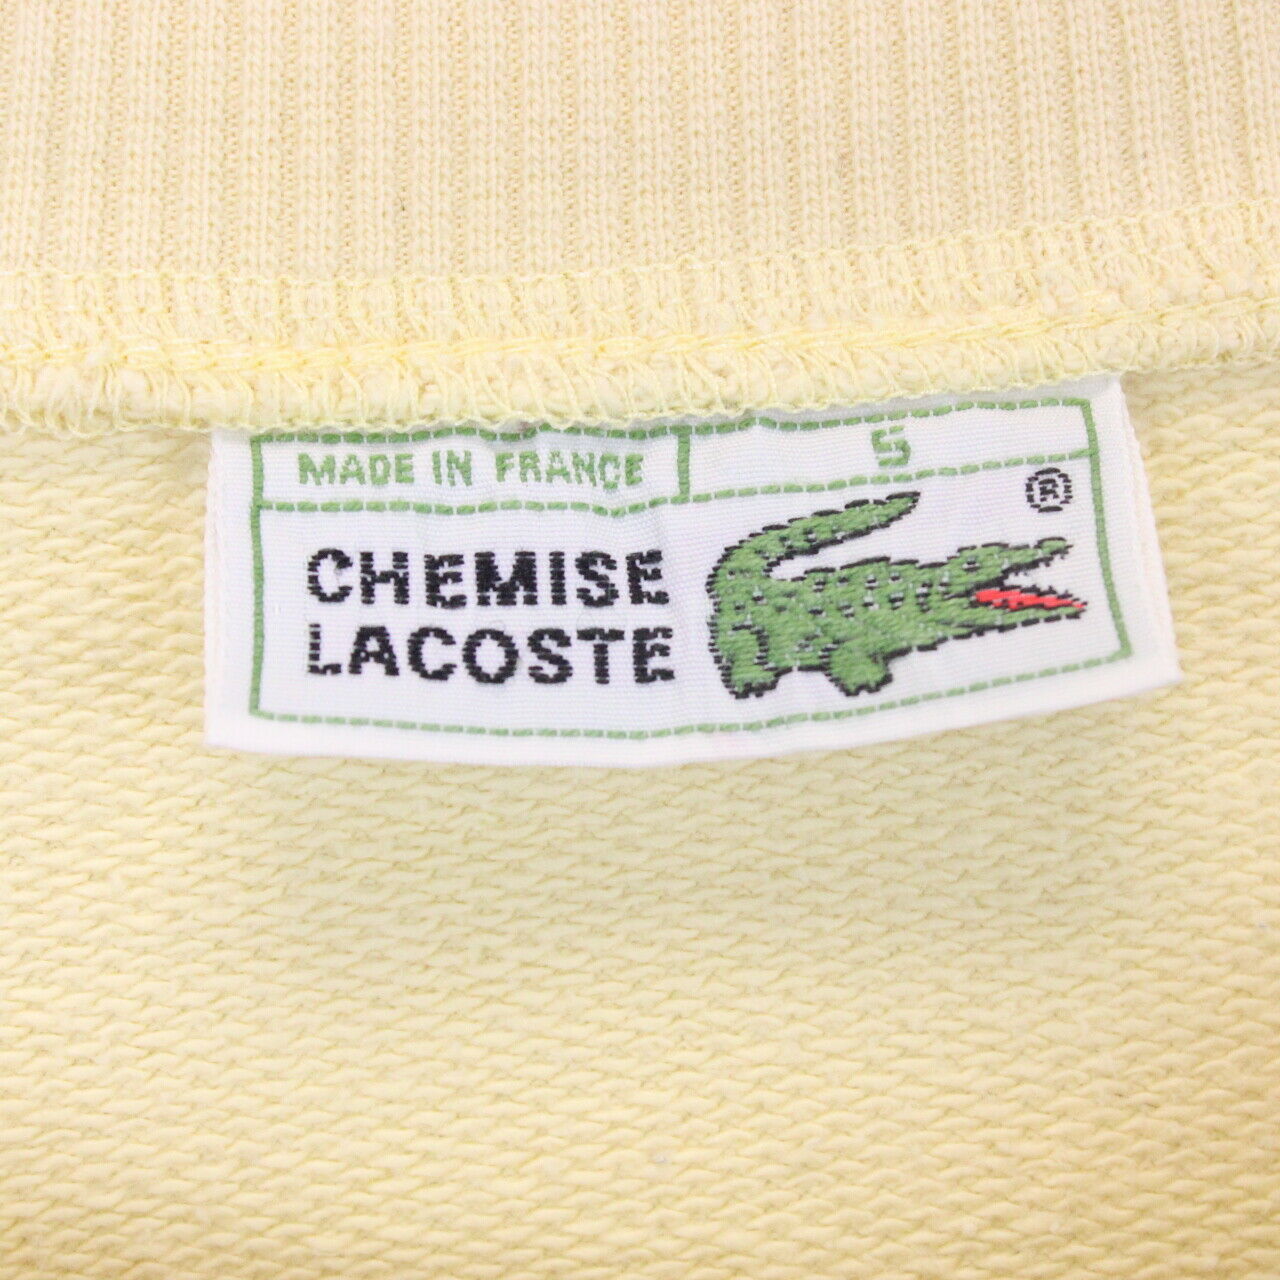 MADE IN FRANCE 5
®
CHEMISE
LACOSTE